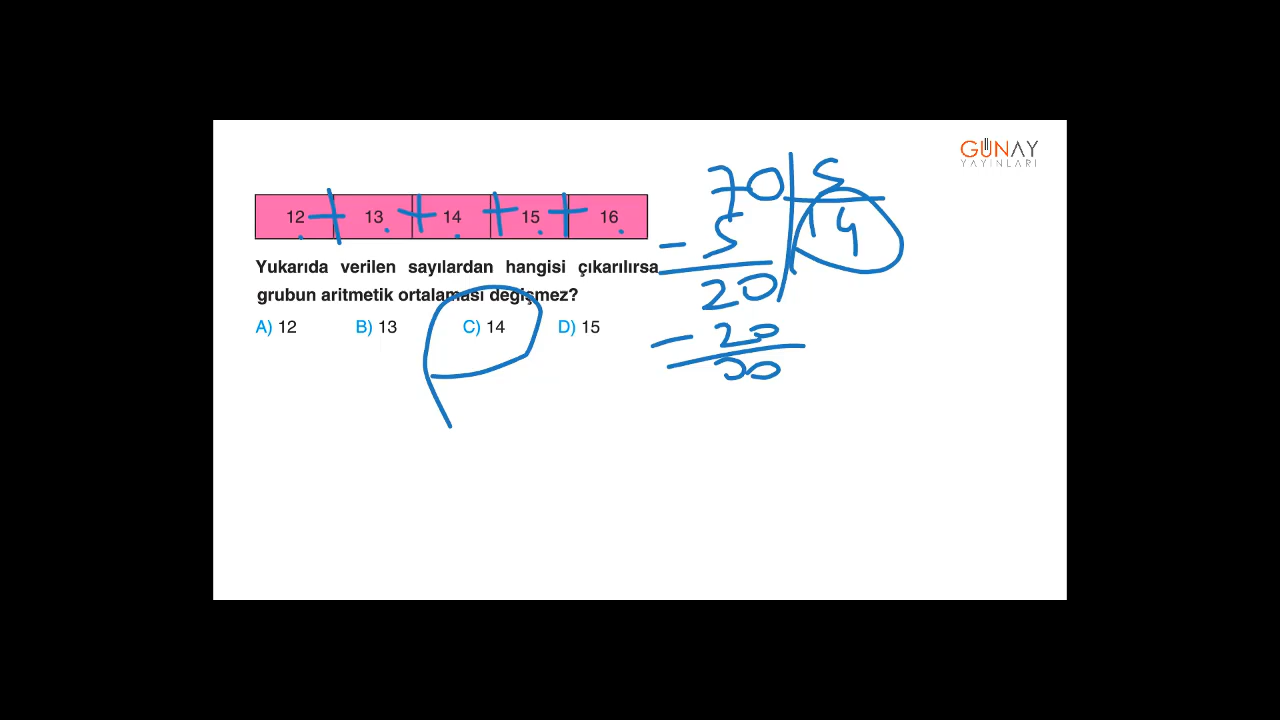 GÜNAY
YAYINLARI
12 + 13 + 14 + 15 + 16
Yukarıda verilen sayılardan hangisi çıkarılırsa
grubun aritmetik ortalaması değişmez?
A) 12 B) 13 C) 14 D) 15
70 5
- 5 14
20
- 20
00